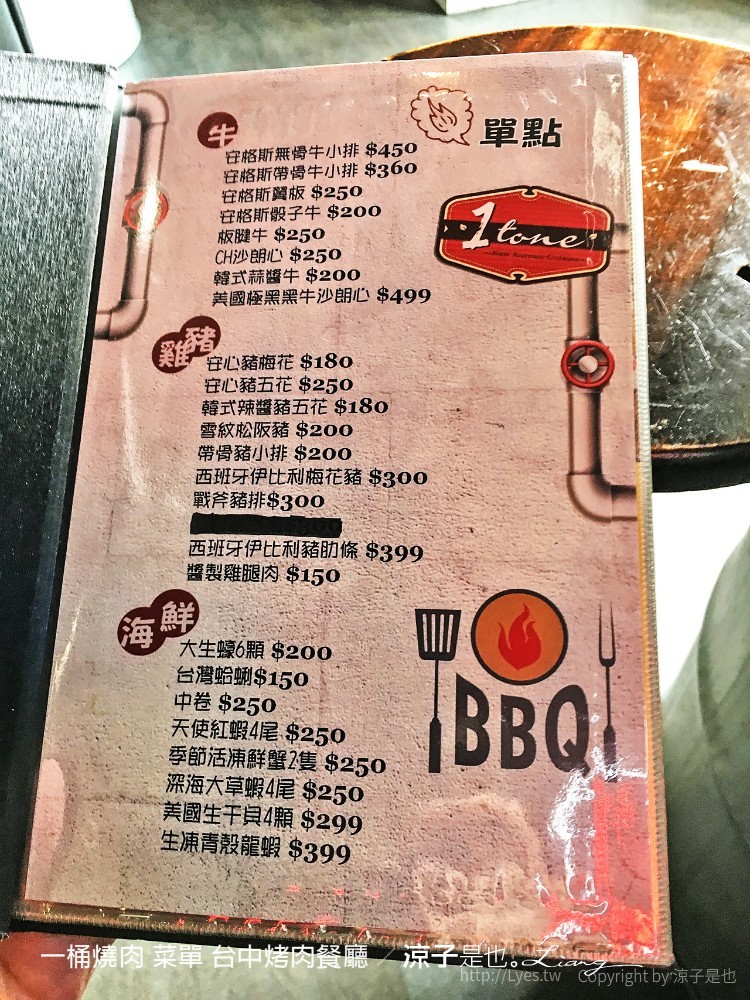 單點
牛
安格斯無骨牛小排 $450
安格斯帶骨牛小排 $360
安格斯翼板 $250
安格斯骰子牛 $200
板腱牛 $250
CH沙朗心 $250
韓式蒜醬牛 $200
美國極黑黑牛沙朗心 $499
1tone
New Korean Cuisine
雞豬
安心豬梅花 $180
安心豬五花 $250
韓式辣醬豬五花 $180
雪紋松阪豬 $200
帶骨豬小排 $200
西班牙伊比利梅花豬 $300
戰斧豬排$300
西班牙伊比利豬肋條 $399
醬製雞腿肉 $150
海鮮
大生蠔6顆 $200
台灣蛤蜊$150
中卷 $250
天使紅蝦4尾 $250
季節活凍鮮蟹2隻 $250
深海大草蝦4尾 $250
美國生干貝4顆 $299
生凍青殼龍蝦 $399
BBQ
一桶燒肉 菜單 台中烤肉餐廳 ／ 涼子是也。Liang
http://Lyes.tw Copyright by 涼子是也